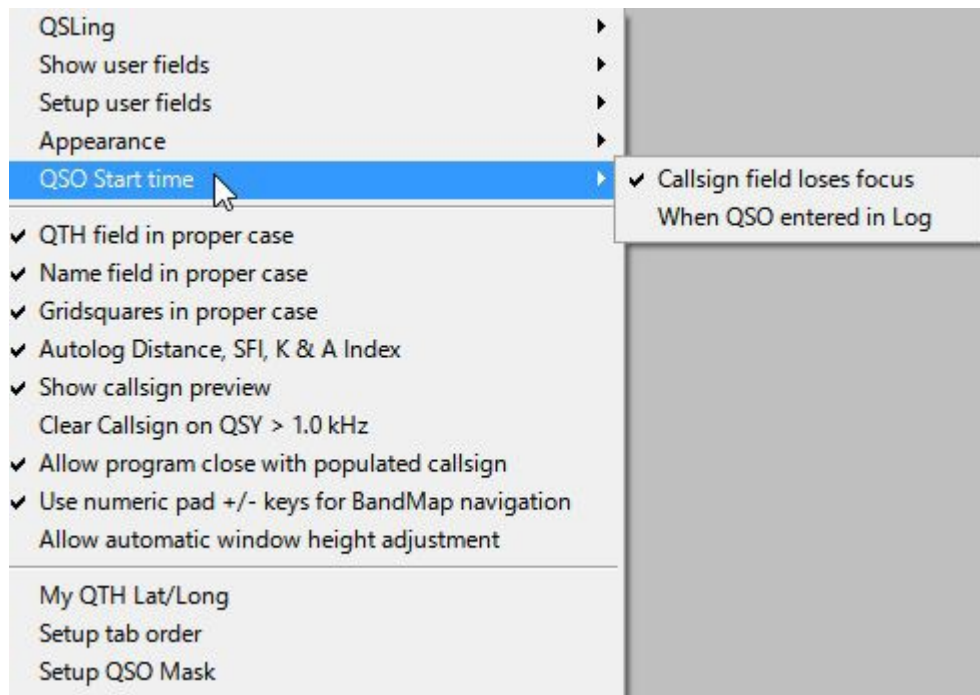 QSLing
Show user fields
Setup user fields
Appearance
QSO Start time
Callsign field loses focus
When QSO entered in Log
QTH field in proper case
Name field in proper case
Gridsquares in proper case
Autolog Distance, SFI, K & A Index
Show callsign preview
Clear Callsign on QSY > 1.0 kHz
Allow program close with populated callsign
Use numeric pad +/- keys for BandMap navigation
Allow automatic window height adjustment
My QTH Lat/Long
Setup tab order
Setup QSO Mask